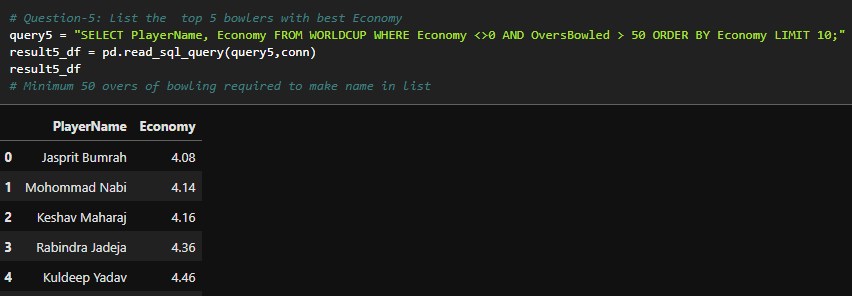 # Question-5: List the  top 5 bowlers with best Economy
query5 = "SELECT PlayerName, Economy FROM WORLDCUP WHERE Economy <>0 AND OversBowled > 50 ORDER BY Economy LIMIT 10;"
result5_df = pd.read_sql_query(query5,conn)
result5_df
# Minimum 50 overs of bowling required to make name in list
PlayerName Economy
0 Jasprit Bumrah 4.08
1 Mohommad Nabi 4.14
2 Keshav Maharaj 4.16
3 Rabindra Jadeja 4.36
4 Kuldeep Yadav 4.46